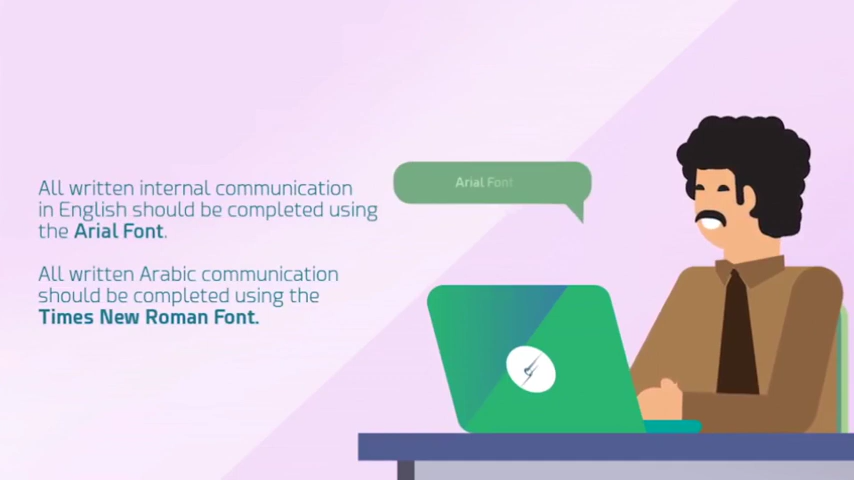 All written internal communication
in English should be completed using
the Arial Font.
All written Arabic communication
should be completed using the
Times New Roman Font.
Arial Font